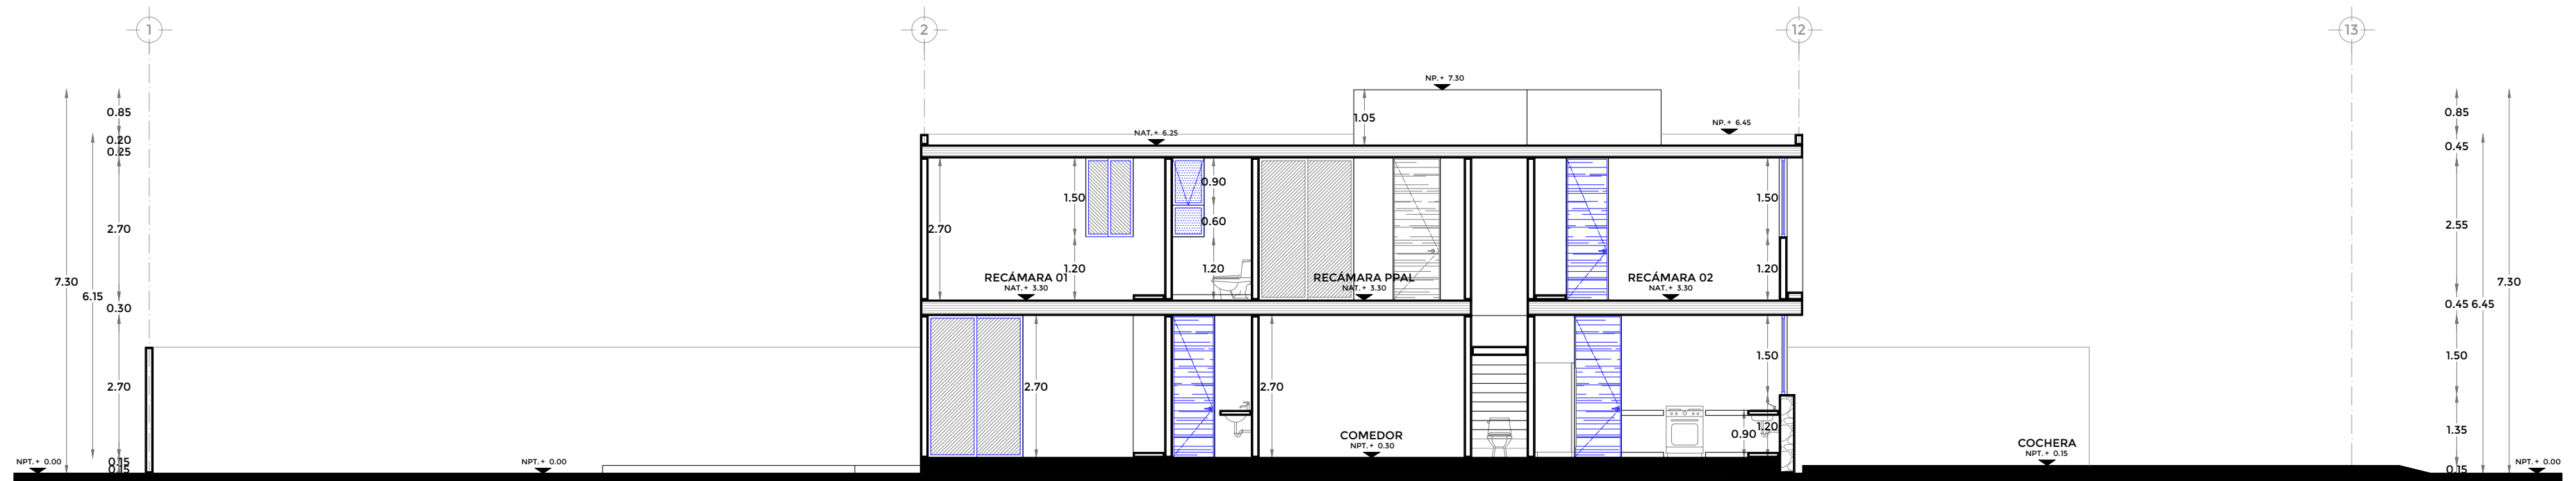 1
2
12
13
NP.+ 7.30
0.85
0.85
1.05
NP.+ 6.45
NAT.+ 6.25
0.20
0.45
0.25
0.90
1.50
1.50
0.60
2.70
2.70
2.55
1.20
1.20
1.20
RECÁMARA 01
RECÁMARA PPAL
RECÁMARA 02
7.30
7.30
NAT.+ 3.30
NAT.+ 3.30
NAT.+ 3.30
6.15
0.30
0.45
6.45
1.50
1.50
2.70
2.70
2.70
1.20
1.35
0.90
COMEDOR
NPT.+ 0.30
COCHERA
NPT.+ 0.15
NPT.+ 0.00
0.15
0.15
NPT.+ 0.00
0.15
NPT.+ 0.00